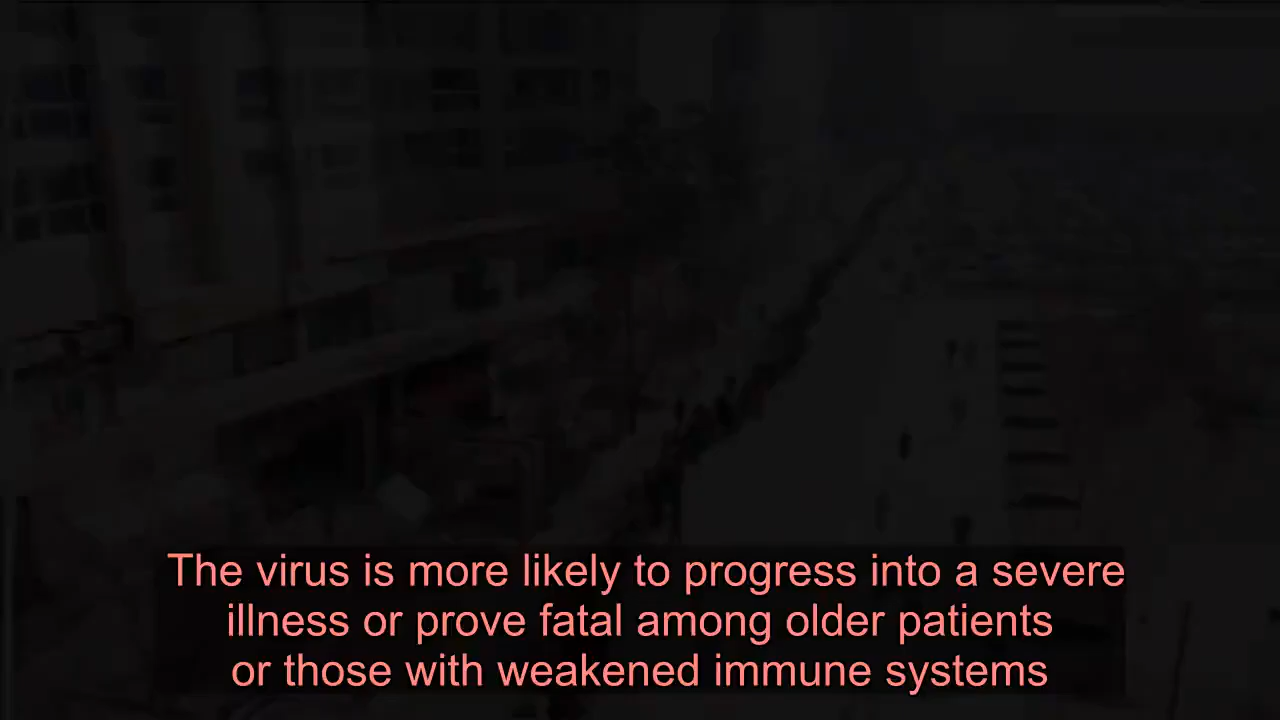 The virus is more likely to progress into a severe
illness or prove fatal among older patients
or those with weakened immune systems